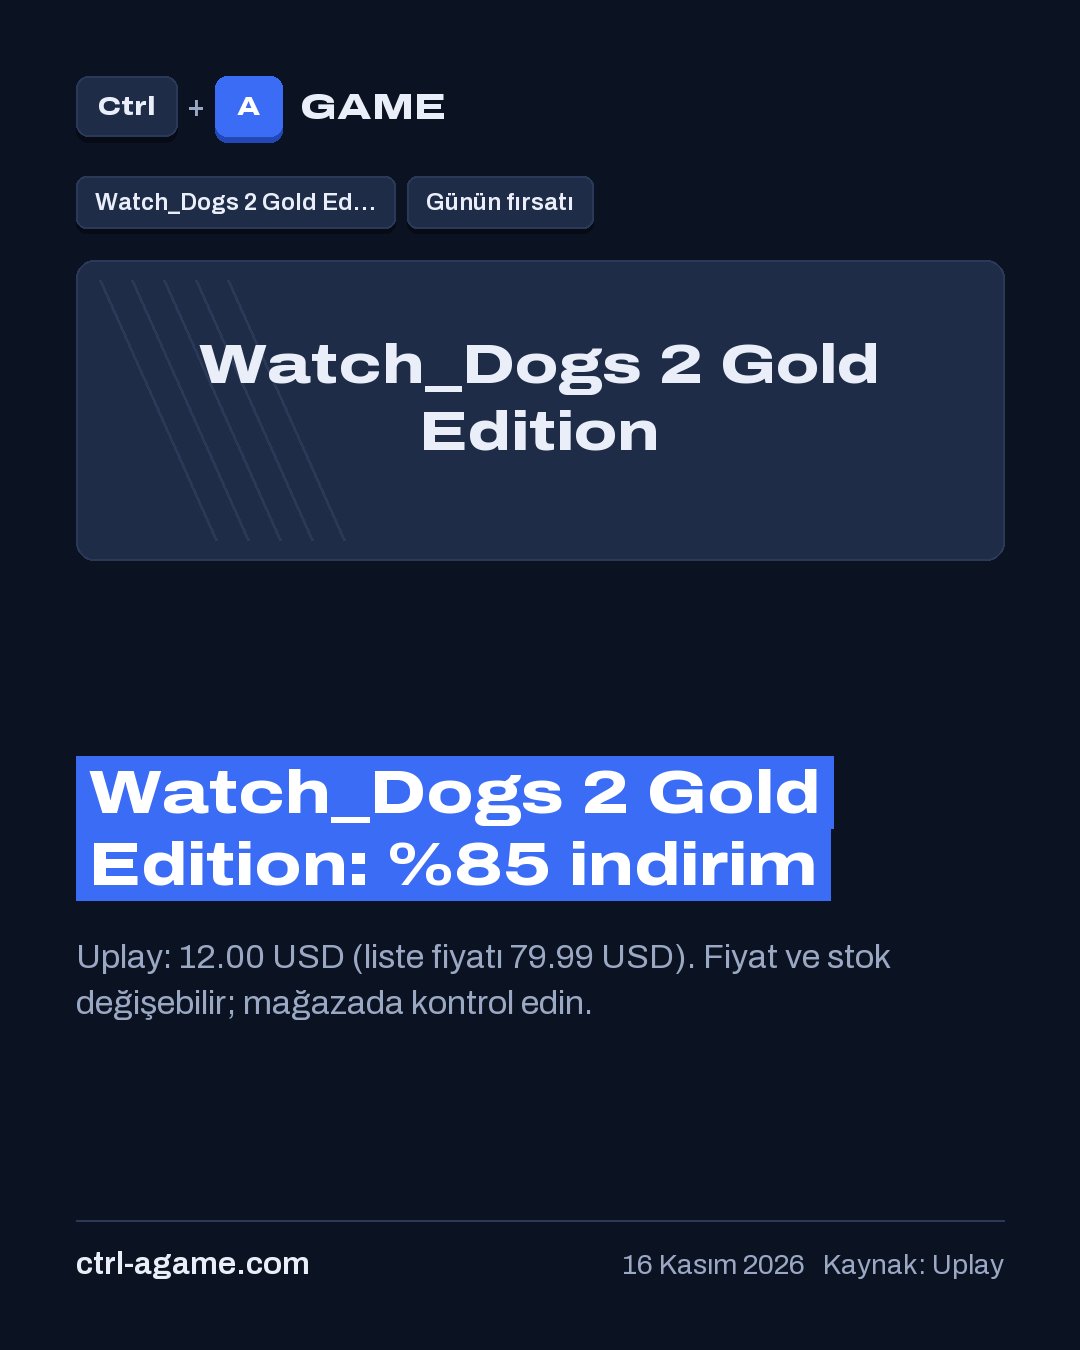 Ctrl + A GAME
Watch_Dogs 2 Gold Ed... Günün fırsatı
Watch_Dogs 2 Gold
Edition
Watch_Dogs 2 Gold
Edition: %85 indirim
Uplay: 12.00 USD (liste fiyatı 79.99 USD). Fiyat ve stok
değişebilir; mağazada kontrol edin.
ctrl-agame.com 16 Kasım 2026 Kaynak: Uplay